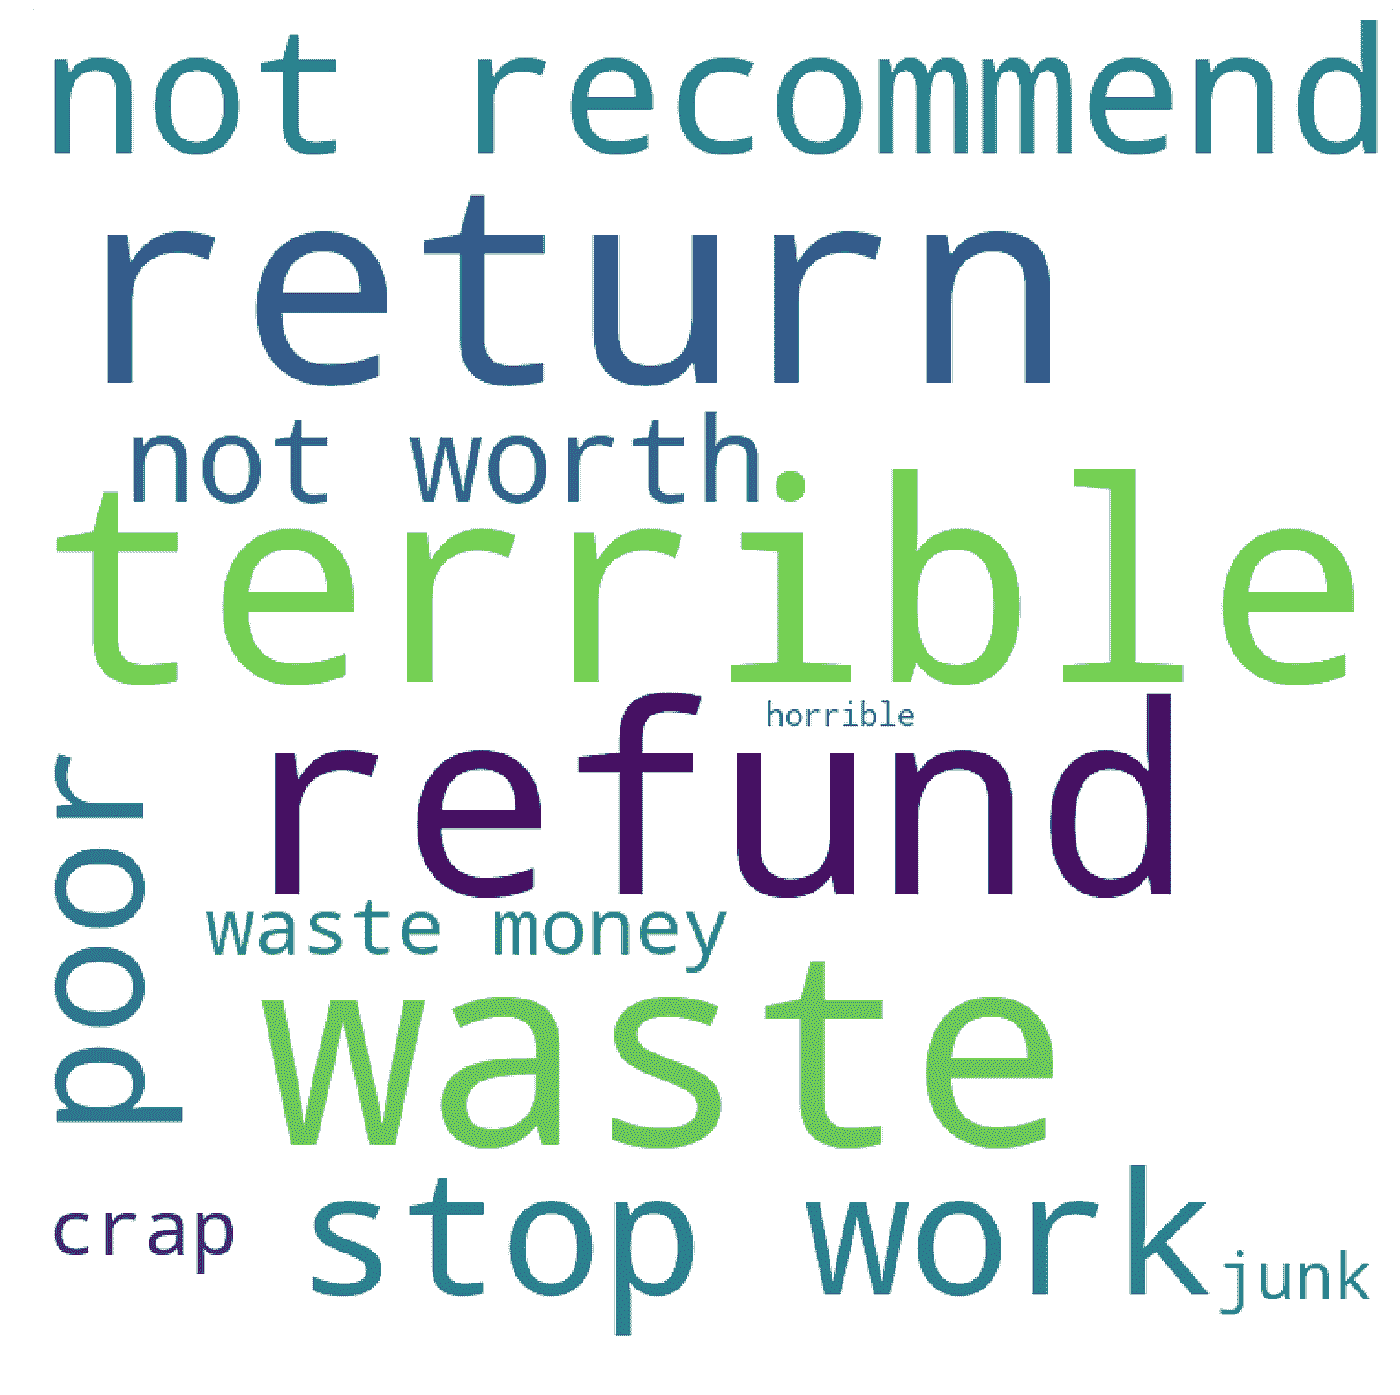 not recommend
return
not worth
terrible
horrible
refund
poor
waste money
waste
crap
stop work
junk